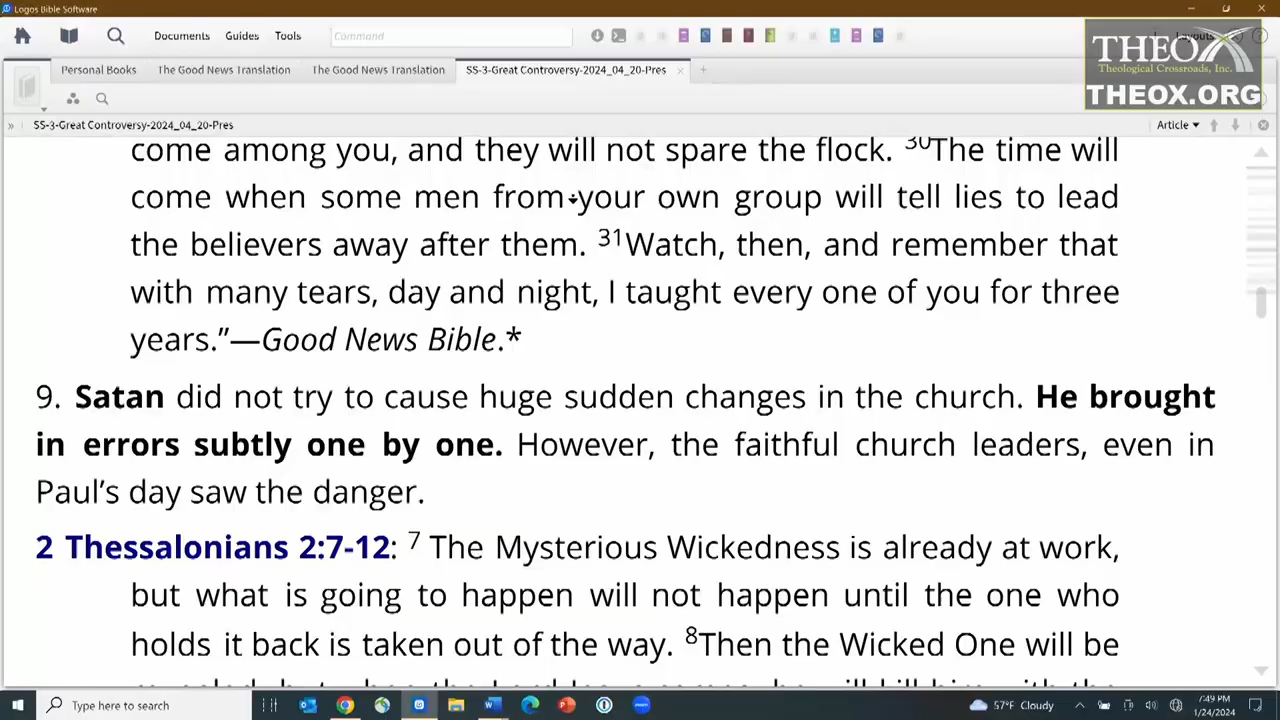 Logos Bible Software
Documents Guides Tools Command Layouts
THEOX
Theological Crossroads, Inc.
THEOX.ORG
Personal Books The Good News Translation The Good News Transl SS-3-Great Controversy-2024_04_20-Pres
SS-3-Great Controversy-2024_04_20-Pres Article
come among you, and they will not spare the flock. 30The time will
come when some men from your own group will tell lies to lead
the believers away after them. 31Watch, then, and remember that
with many tears, day and night, I taught every one of you for three
years.”—Good News Bible.*
9. Satan did not try to cause huge sudden changes in the church. He brought
in errors subtly one by one. However, the faithful church leaders, even in
Paul’s day saw the danger.
2 Thessalonians 2:7-12: 7 The Mysterious Wickedness is already at work,
but what is going to happen will not happen until the one who
holds it back is taken out of the way. 8Then the Wicked One will be
Type here to search 57°F Cloudy 7:49 PM
1/24/2024